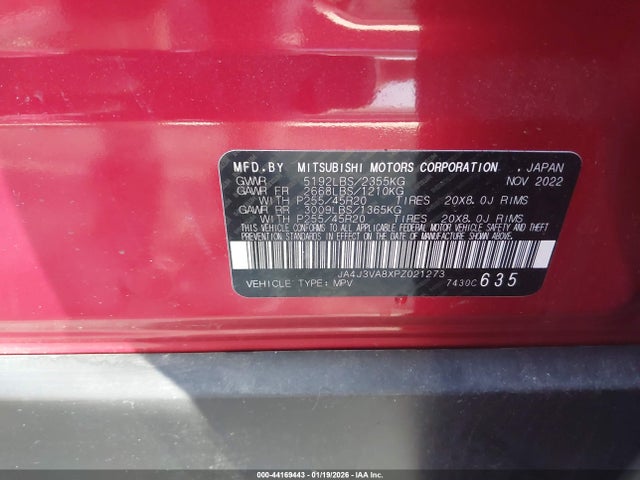 MFD.BY MITSUBISHI MOTORS CORPORATION , JAPAN
GVWR 5192LBS/2355KG NOV 2022
GAWR FR 2668LBS/1210KG
WITH P255/45R20 TIRES 20X8.0J RIMS
GAWR RR 3009LBS/1365KG
WITH P255/45R20 TIRES 20X8.0J RIMS
THIS VEHICLE CONFORMS TO ALL APPLICABLE FEDERAL MOTOR VEHICLE SAFETY AND THEFT
PREVENTION STANDARDS IN EFFECT ON THE DATE OF MANUFACTURE SHOWN ABOVE.
JA4J3VA8XPZ021273
VEHICLE TYPE: MPV 7430C 635
000-44169443 - 01/19/2026 - IAA Inc.